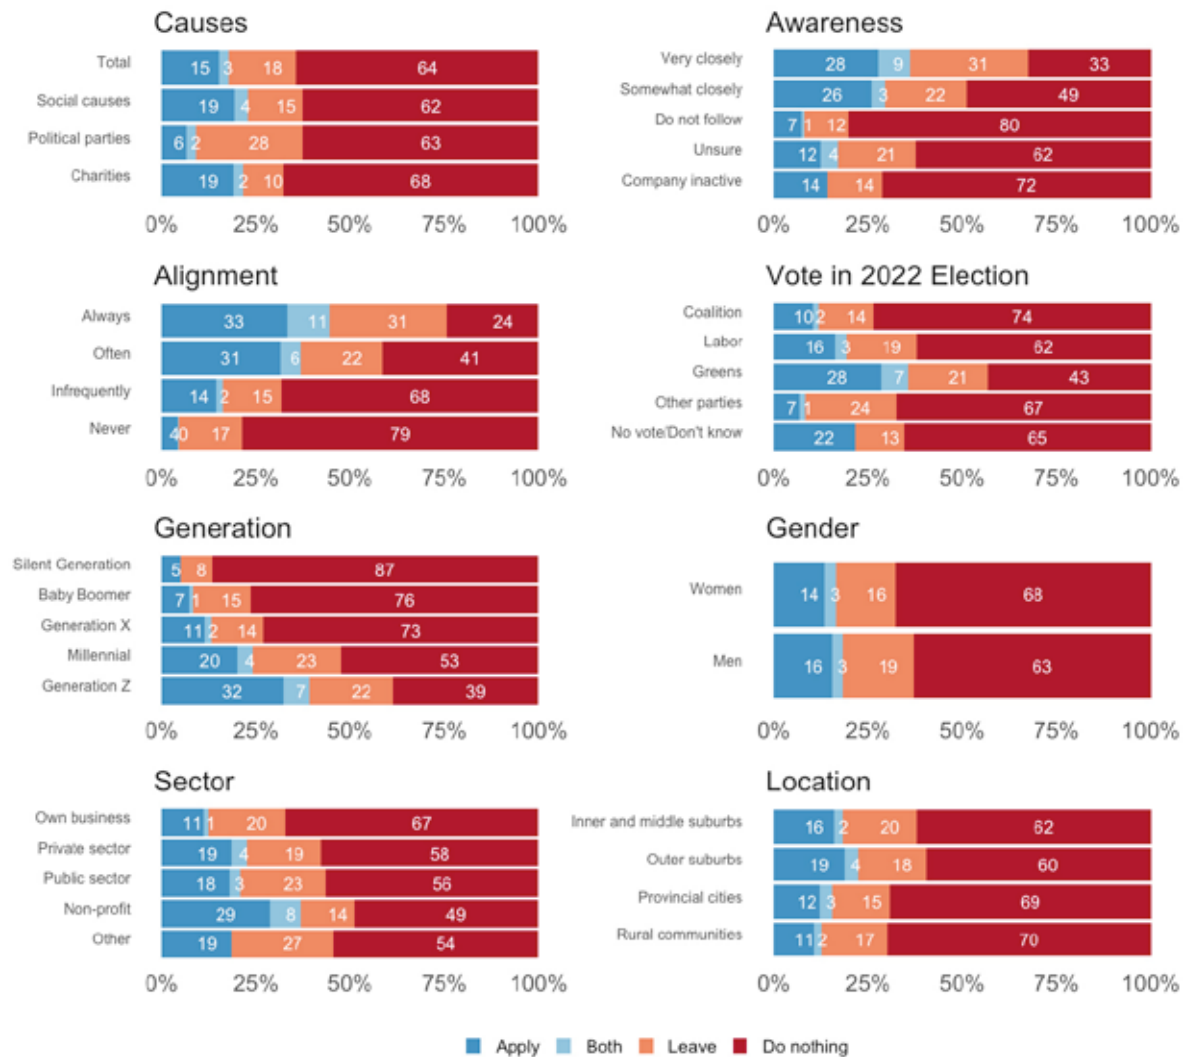 Causes
Total 15 3 18 64
Social causes 19 4 15 62
Political parties 6 2 28 63
Charities 19 2 10 68
0% 25% 50% 75% 100%
Awareness
Very closely 28 9 31 33
Somewhat closely 26 3 22 49
Do not follow 7 1 12 80
Unsure 12 4 21 62
Company inactive 14 14 72
0% 25% 50% 75% 100%
Alignment
Always 33 11 31 24
Often 31 6 22 41
Infrequently 14 2 15 68
Never 4 0 17 79
0% 25% 50% 75% 100%
Vote in 2022 Election
Coalition 10 2 14 74
Labor 16 3 19 62
Greens 28 7 21 43
Other parties 7 1 24 67
No vote/Don't know 22 13 65
0% 25% 50% 75% 100%
Generation
Silent Generation 5 8 87
Baby Boomer 7 1 15 76
Generation X 11 2 14 73
Millennial 20 4 23 53
Generation Z 32 7 22 39
0% 25% 50% 75% 100%
Gender
Women 14 3 16 68
Men 16 3 19 63
0% 25% 50% 75% 100%
Sector
Own business 11 1 20 67
Private sector 19 4 19 58
Public sector 18 3 23 56
Non-profit 29 8 14 49
Other 19 27 54
0% 25% 50% 75% 100%
Location
Inner and middle suburbs 16 2 20 62
Outer suburbs 19 4 18 60
Provincial cities 12 3 15 69
Rural communities 11 2 17 70
0% 25% 50% 75% 100%
Apply Both Leave Do nothing